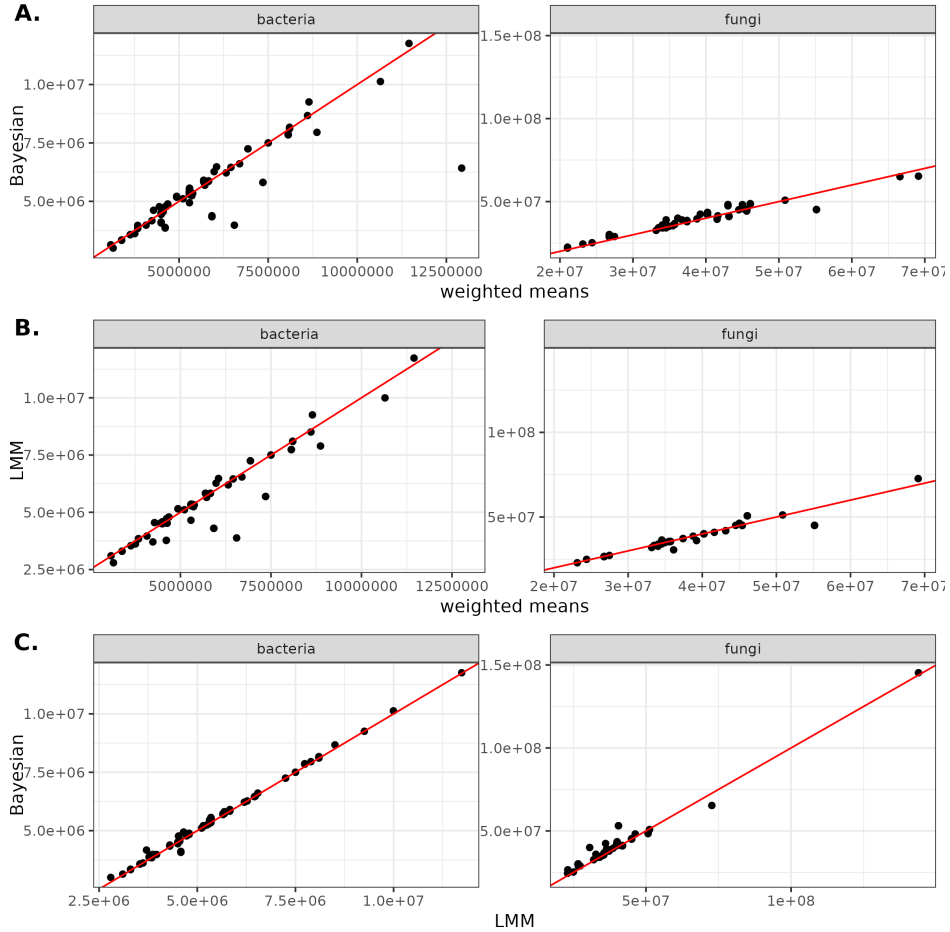 A.
bacteria
fungi
Bayesian
1.0e+07
7.5e+06
5.0e+06
5000000 7500000 10000000 12500000
1.5e+08
1.0e+08
5.0e+07
2e+07 3e+07 4e+07 5e+07 6e+07 7e+07
weighted means
B.
bacteria
fungi
LMM
1.0e+07
7.5e+06
5.0e+06
2.5e+06
5000000 7500000 10000000 12500000
1e+08
5e+07
2e+07 3e+07 4e+07 5e+07 6e+07 7e+07
weighted means
C.
bacteria
fungi
Bayesian
1.0e+07
7.5e+06
5.0e+06
2.5e+06 5.0e+06 7.5e+06 1.0e+07
1.5e+08
1.0e+08
5.0e+07
5e+07 1e+08
LMM